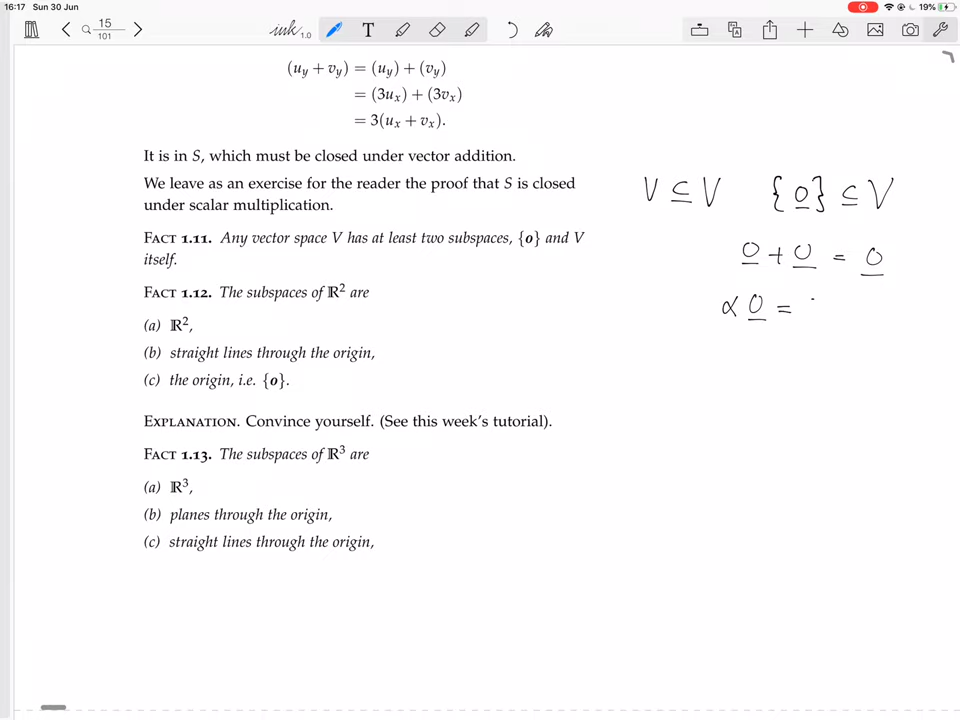 16:17 Sun 30 Jun
19%
15
101
ink 1.0
T
(u_y + v_y) = (u_y) + (v_y)
= (3u_x) + (3v_x)
= 3(u_x + v_x).
It is in S, which must be closed under vector addition.
We leave as an exercise for the reader the proof that S is closed
under scalar multiplication.
FACT 1.11. Any vector space V has at least two subspaces, {o} and V
itself.
FACT 1.12. The subspaces of ℝ² are
(a) ℝ²,
(b) straight lines through the origin,
(c) the origin, i.e. {o}.
EXPLANATION. Convince yourself. (See this week's tutorial).
FACT 1.13. The subspaces of ℝ³ are
(a) ℝ³,
(b) planes through the origin,
(c) straight lines through the origin,
V ⊆ V {0} ⊆ V
0 + 0 = 0
α 0 =